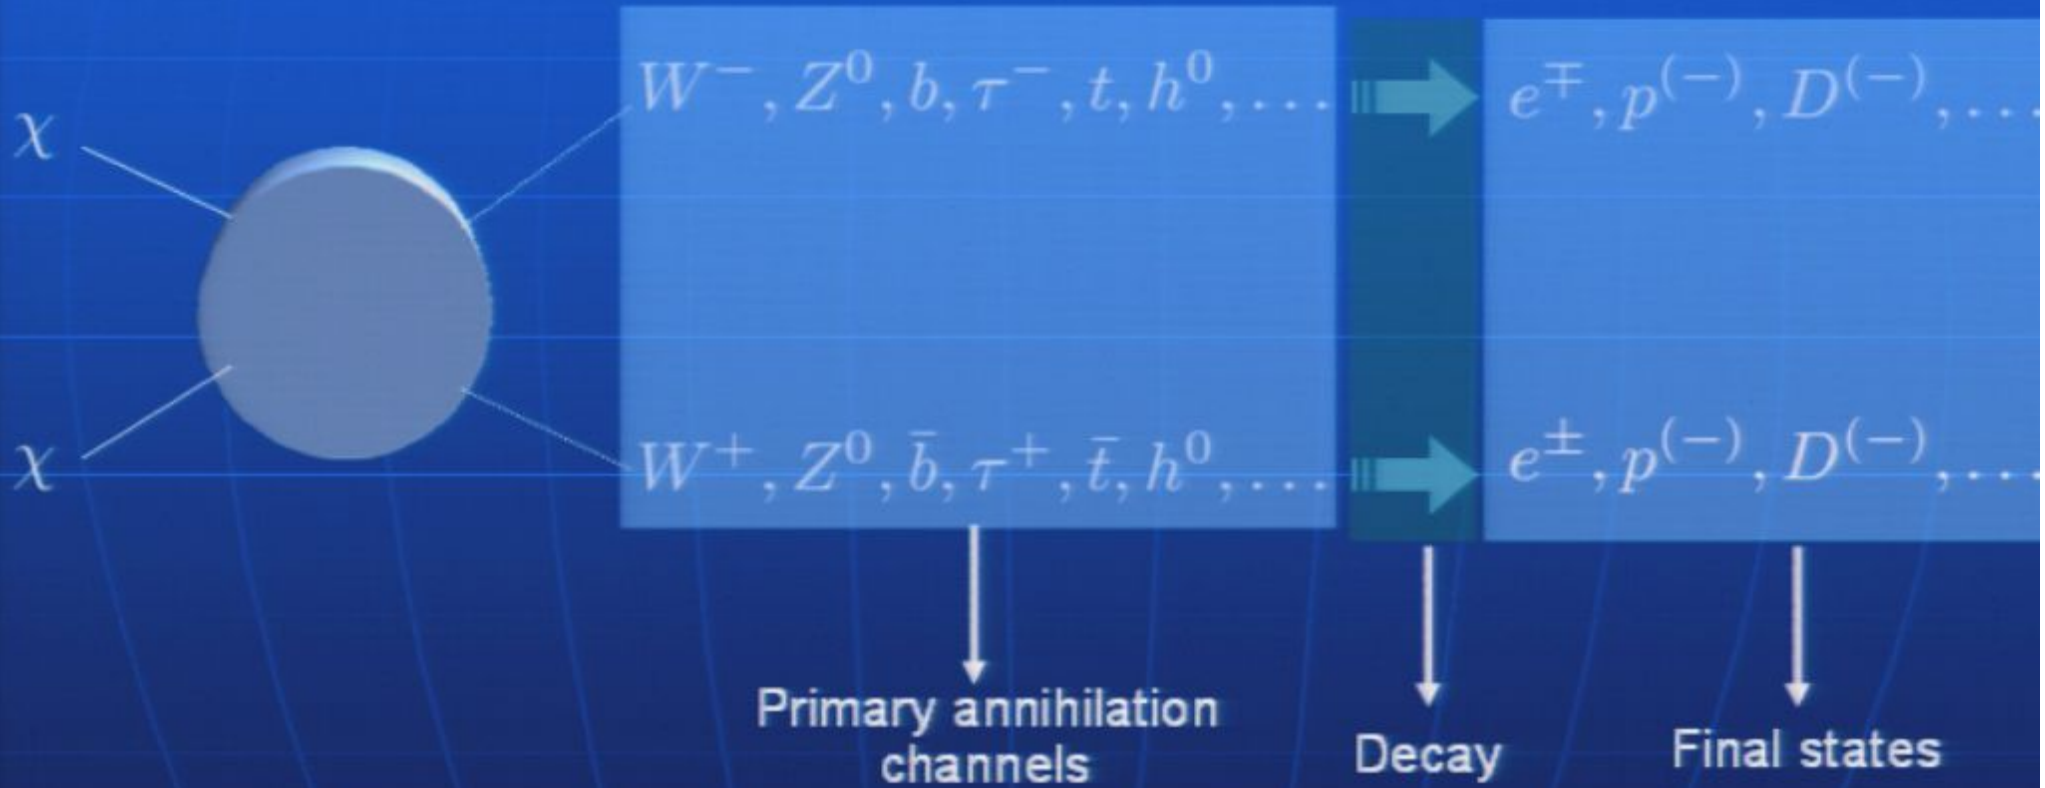 χ
W⁻, Z⁰, b, τ⁻, t, h⁰, ...
e^∓, p^(−), D^(−), ...
χ
W⁺, Z⁰, b̄, τ⁺, t̄, h⁰, ...
e^±, p^(−), D^(−), ...
Primary annihilation
channels
Decay
Final states